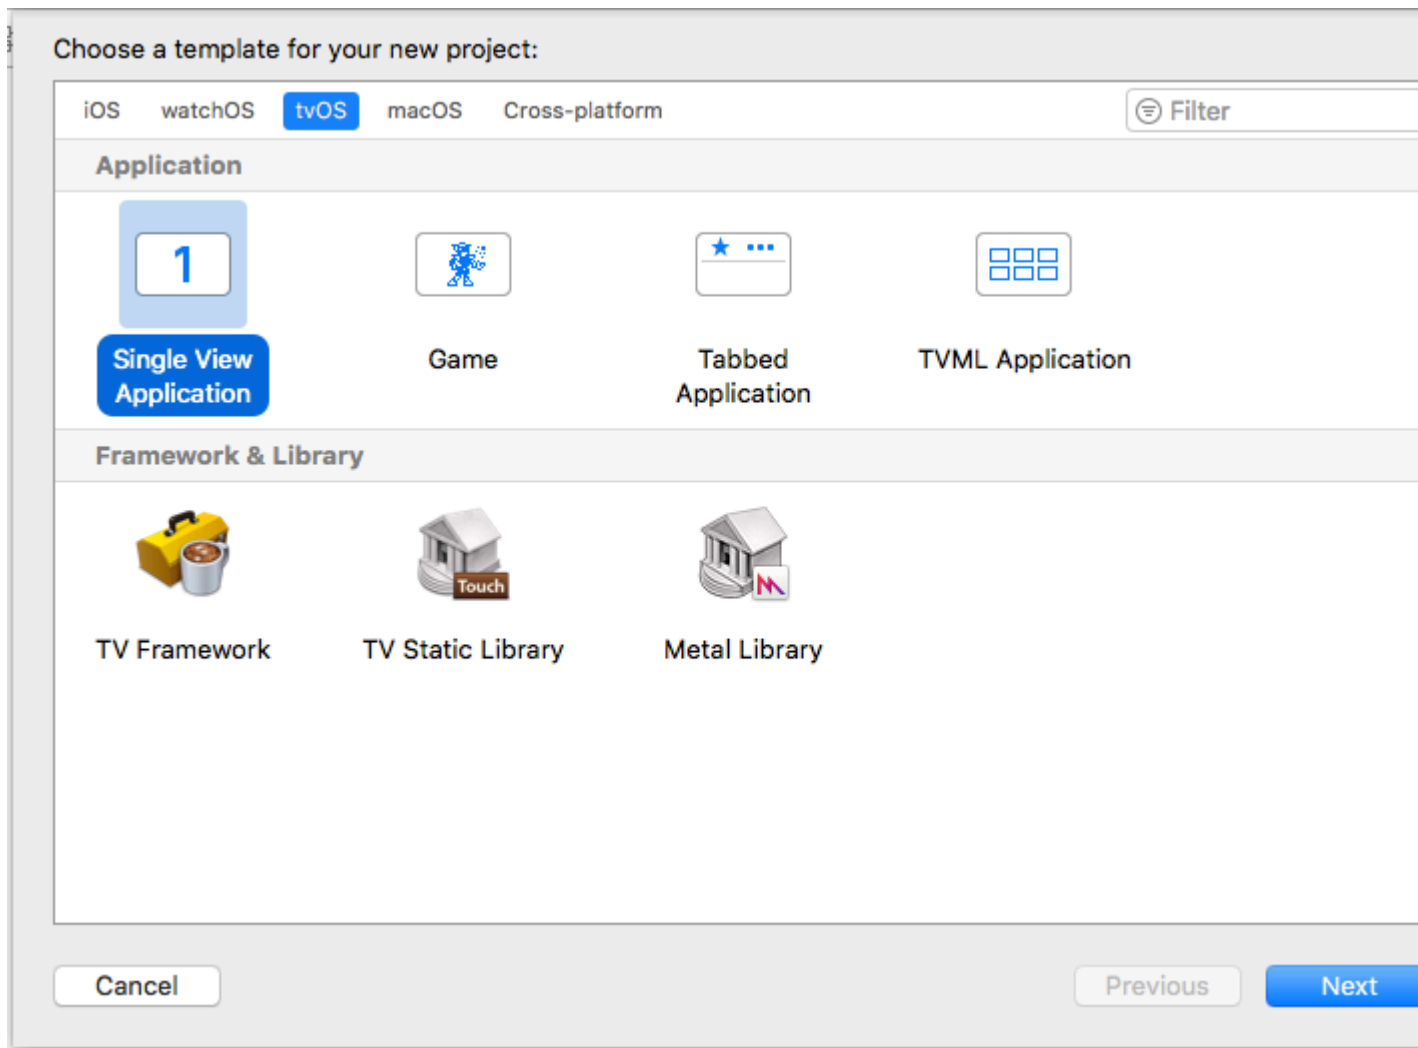 Choose a template for your new project:
iOS watchOS tvOS macOS Cross-platform Filter
Application
1
Single View Application
Game
Tabbed Application
TVML Application
Framework & Library
Touch
TV Framework
TV Static Library
Metal Library
Cancel Previous Next